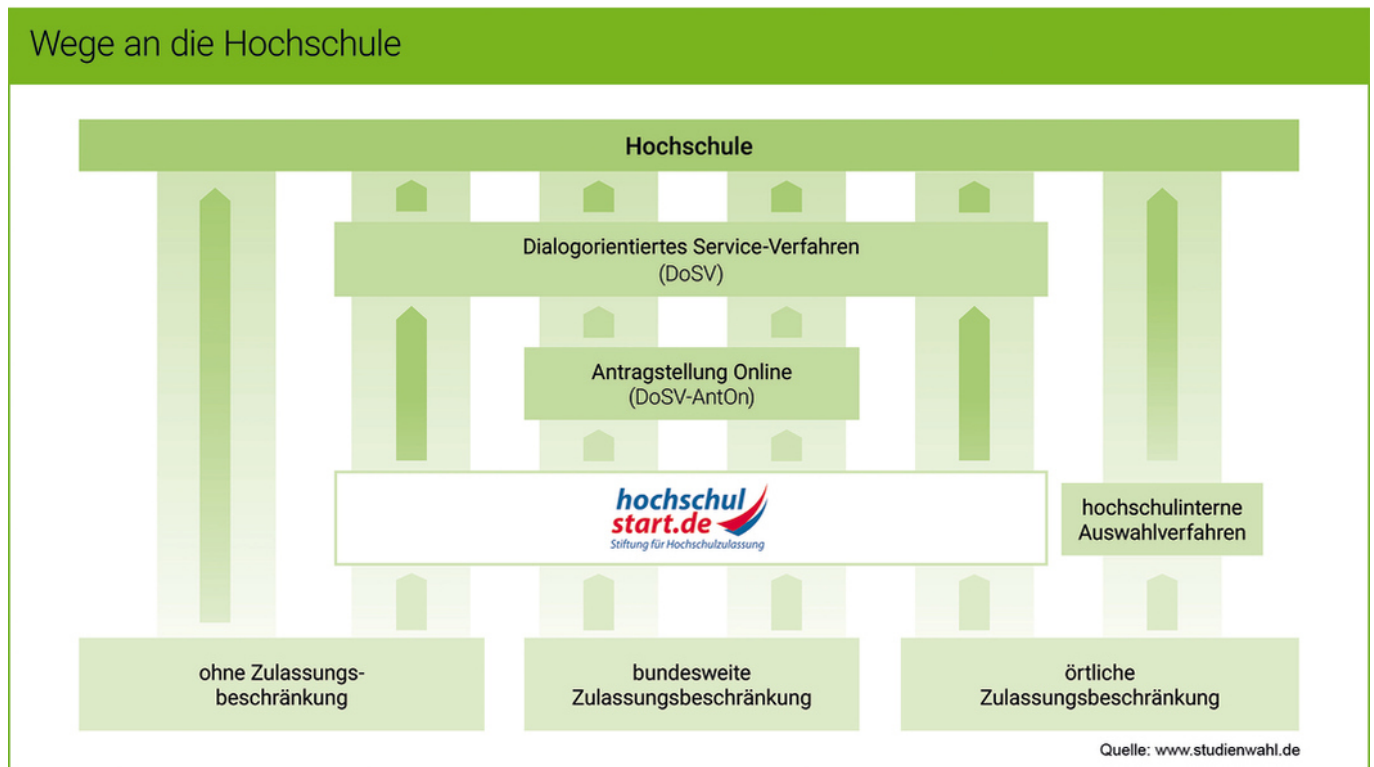 Wege an die Hochschule
Hochschule
Dialogorientiertes Service-Verfahren
(DoSV)
Antragstellung Online
(DoSV-AntOn)
hochschul
start.de
Stiftung für Hochschulzulassung
hochschulinterne
Auswahlverfahren
ohne Zulassungs-
beschränkung
bundesweite
Zulassungsbeschränkung
örtliche
Zulassungsbeschränkung
Quelle: www.studienwahl.de